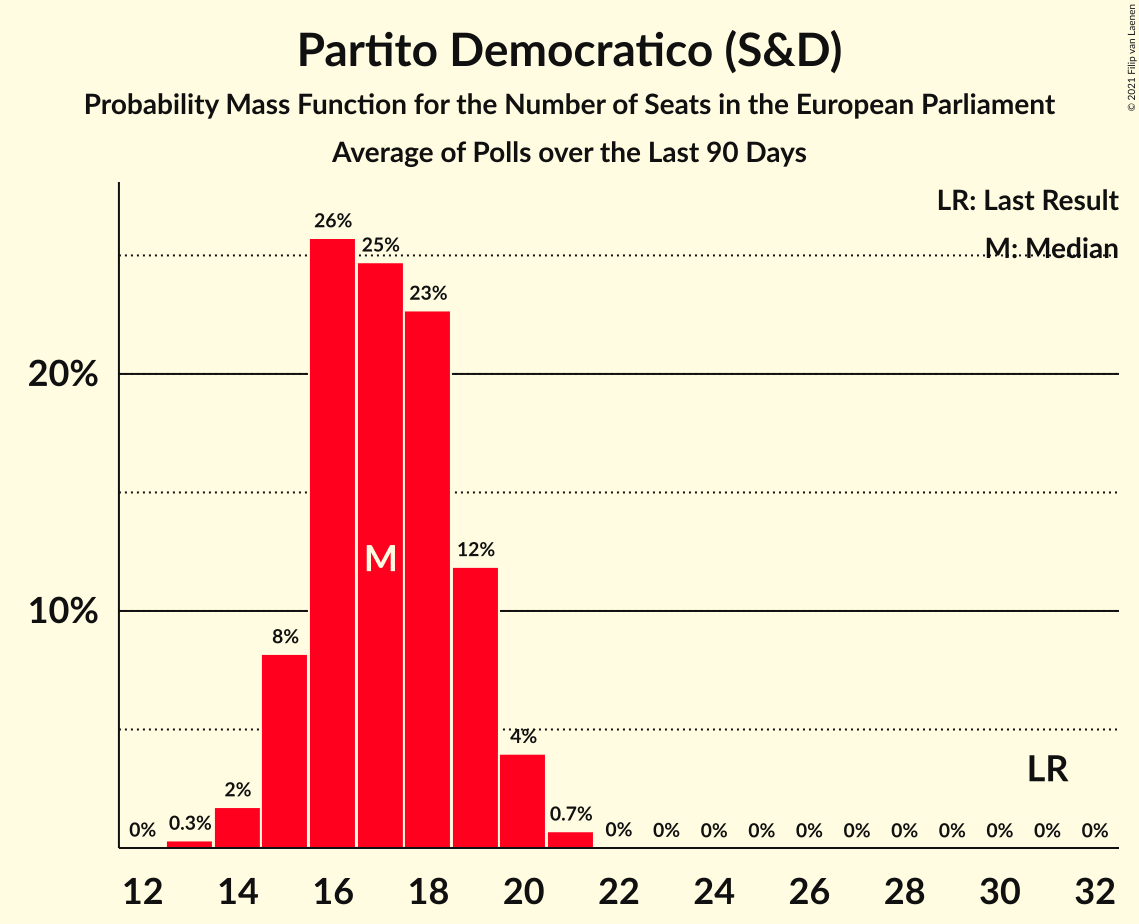 Partito Democratico (S&D)
Probability Mass Function for the Number of Seats in the European Parliament
Average of Polls over the Last 90 Days
© 2021 Filip van Laenen
LR: Last Result
M: Median
26%
25%
23%
20%
12%
M
10%
8%
4%
LR
2%
0.7%
0.3%
0% 0% 0% 0% 0% 0% 0% 0% 0% 0% 0% 0%
12 14 16 18 20 22 24 26 28 30 32